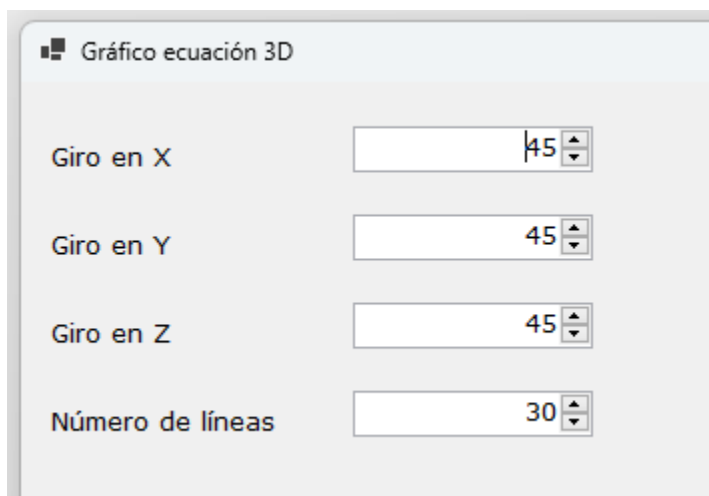 Gráfico ecuación 3D
Giro en X 45
Giro en Y 45
Giro en Z 45
Número de líneas 30